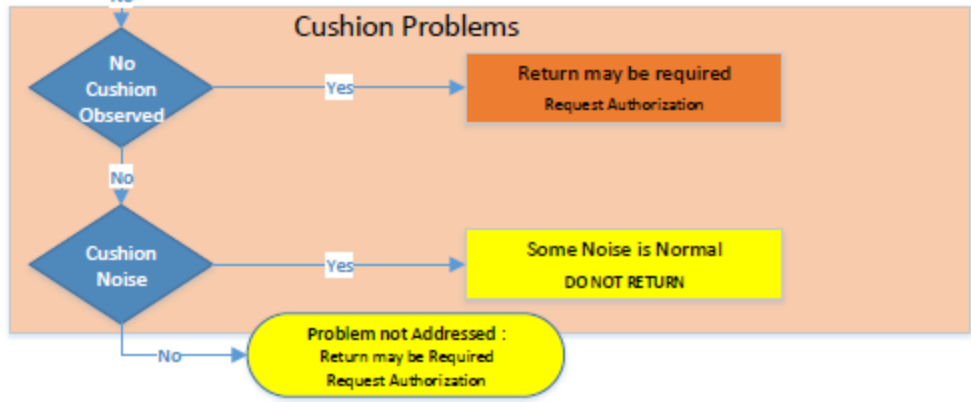 No
Cushion Problems
No
Cushion
Observed
Yes
Return may be required
Request Authorization
No
Cushion
Noise
Yes
Some Noise is Normal
DO NOT RETURN
No
Problem not Addressed :
Return may be Required
Request Authorization